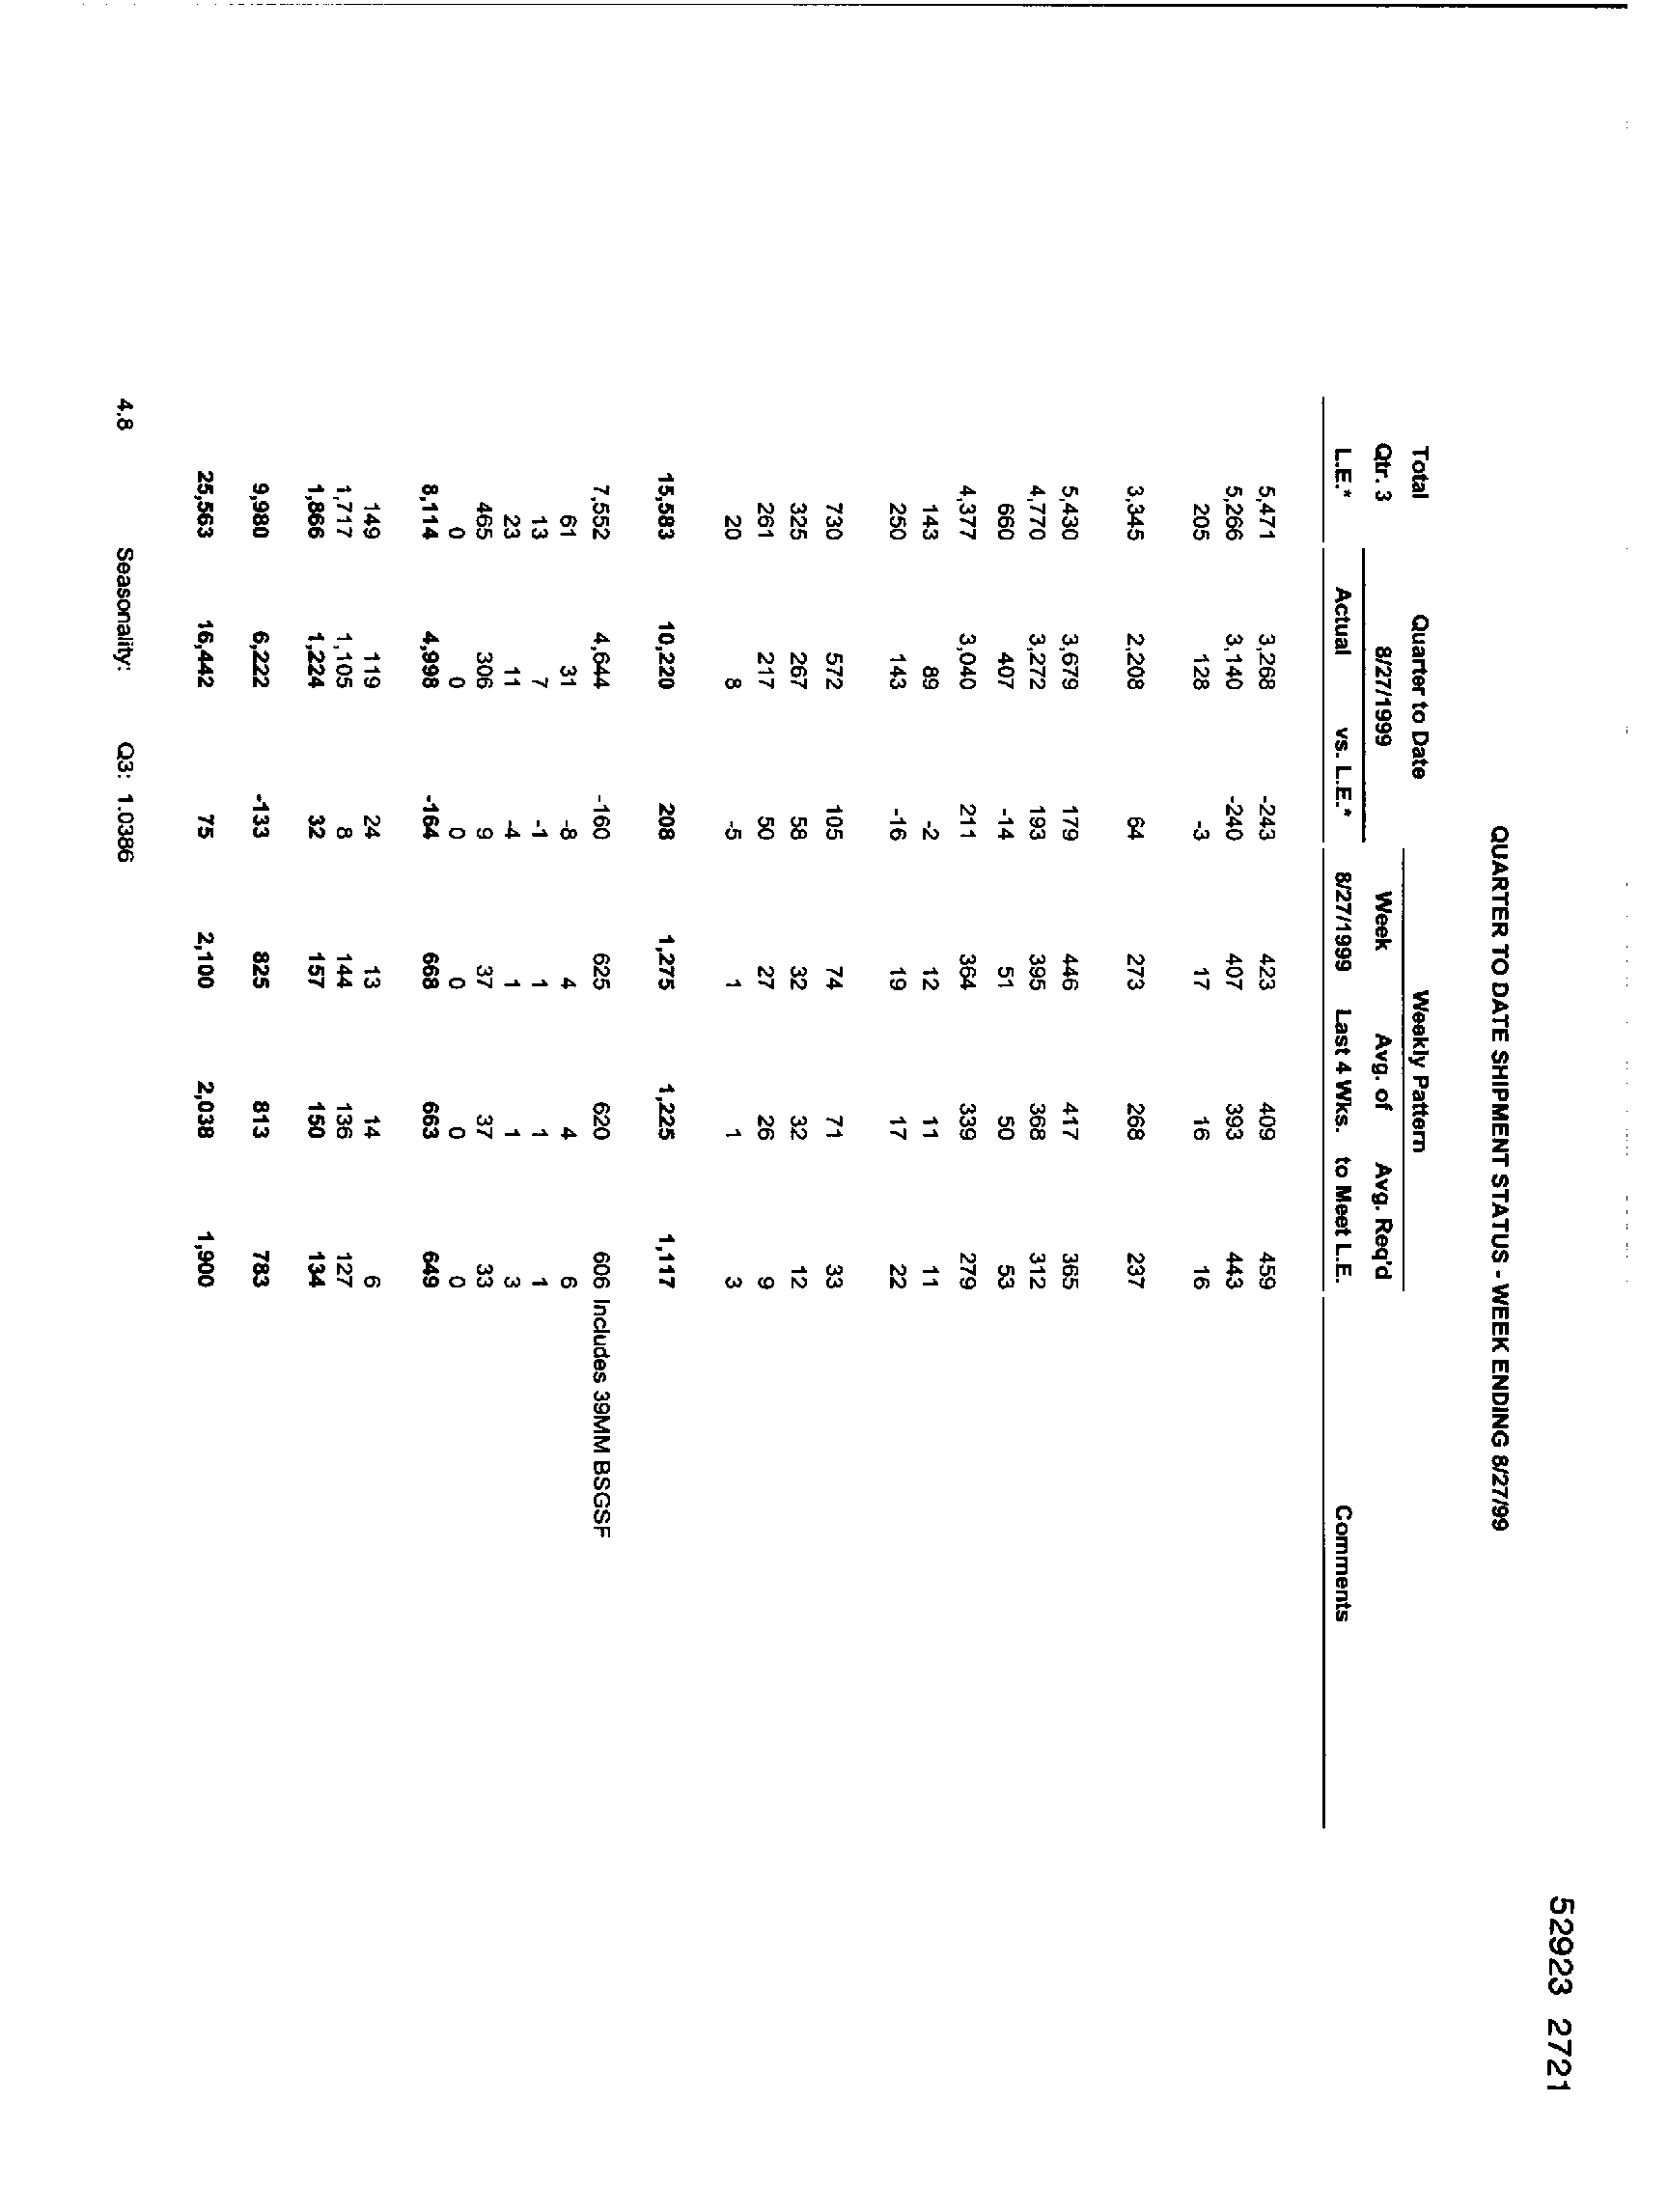 52923 2721
QUARTER TO DATE SHIPMENT STATUS - WEEK ENDING 8/27/99
Total Quarter to Date Weekly Pattern
Qtr. 3 8/27/1999 Week Avg. of Avg. Req'd
L.E.* Actual vs. L.E.* 8/27/1999 Last 4 Wks. to Meet L.E. Comments
5,471 3,268 -243 423 409 459
5,266 3,140 -240 407 393 443
205 128 -3 17 16 16
3,345 2,208 64 273 268 237
5,430 3,679 179 446 417 365
4,770 3,272 193 395 368 312
660 407 -14 51 50 53
4,377 3,040 211 364 339 279
143 89 -2 12 11 11
250 143 -16 19 17 22
730 572 105 74 71 33
325 267 58 32 32 12
261 217 50 27 26 9
20 8 -5 1 1 3
15,583 10,220 208 1,275 1,225 1,117
7,552 4,644 -160 625 620 606 Includes 39MM BSGSF
61 31 -8 4 4 6
13 7 -1 1 1 1
23 11 -4 1 1 3
465 306 9 37 37 33
0 0 0 0 0 0
8,114 4,998 -164 668 663 649
149 119 24 13 14 6
1,717 1,105 8 144 136 127
1,866 1,224 32 157 150 134
9,980 6,222 -133 825 813 783
25,563 16,442 75 2,100 2,038 1,900
4.8 Seasonality: Q3: 1.0386